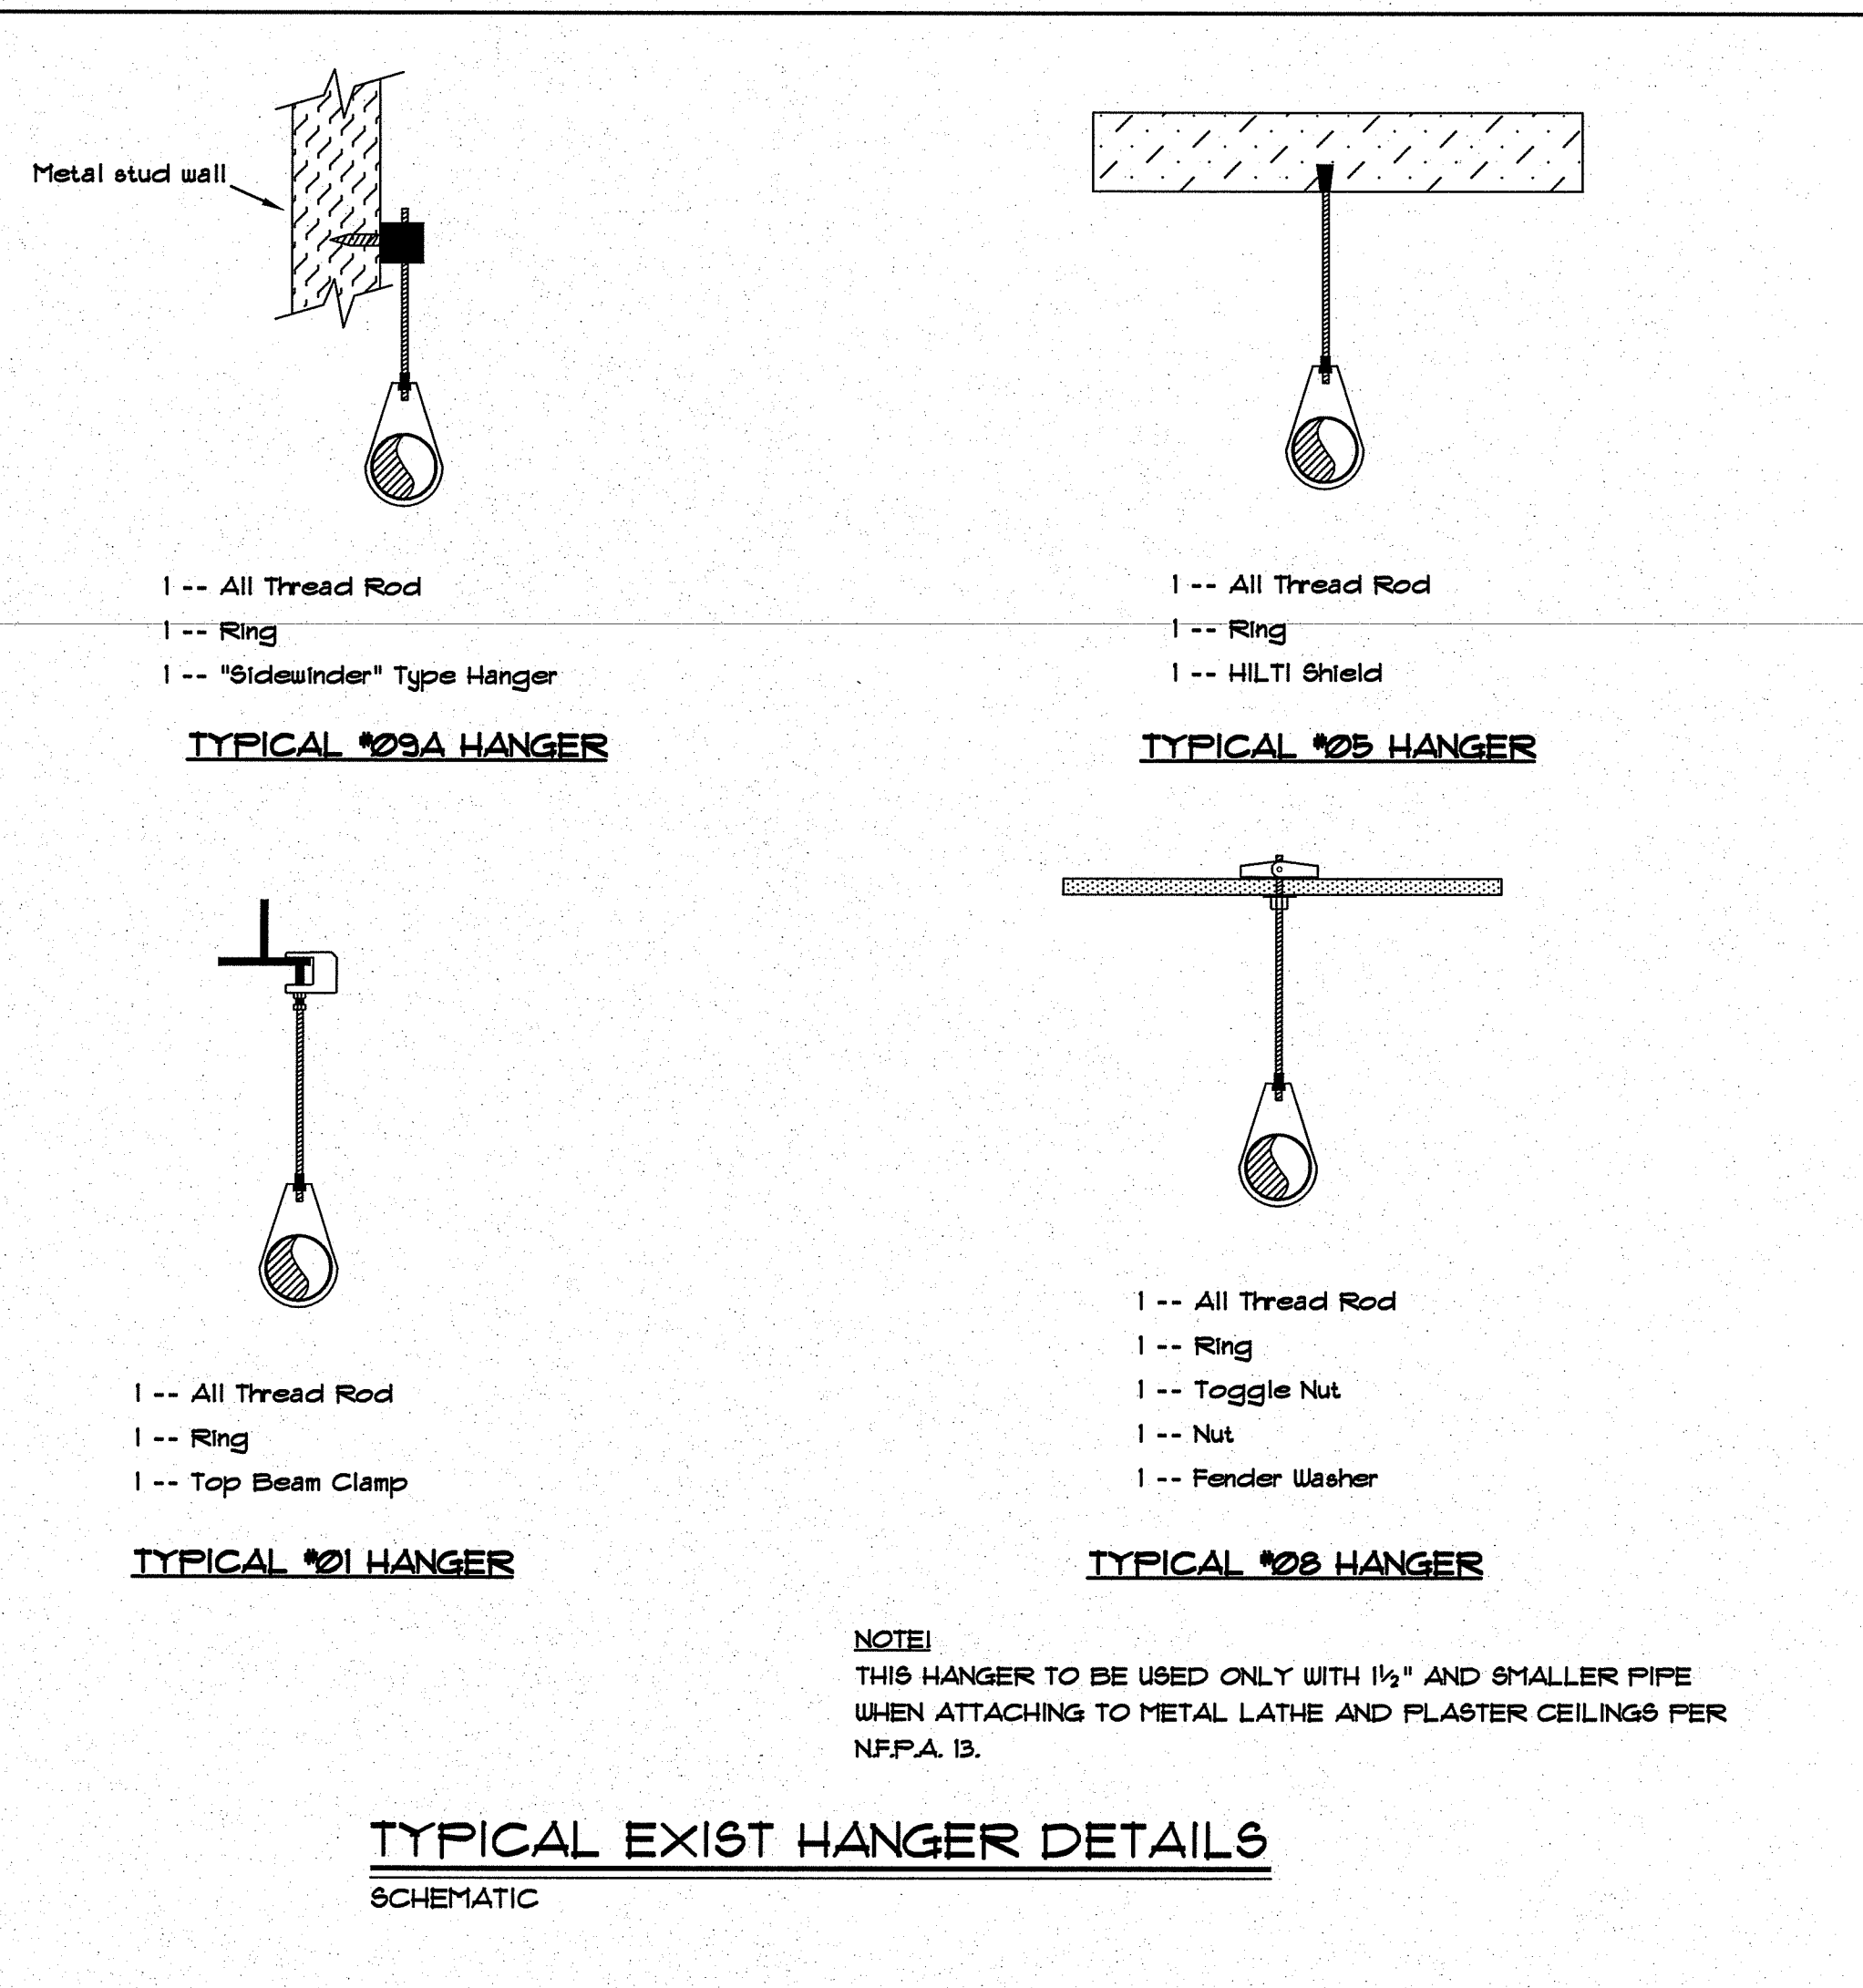 Metal stud wall
1 -- All Thread Rod
1 -- Ring
1 -- "Sidewinder" Type Hanger
TYPICAL #09A HANGER
1 -- All Thread Rod
1 -- Ring
1 -- HILTI Shield
TYPICAL #05 HANGER
1 -- All Thread Rod
1 -- Ring
1 -- Top Beam Clamp
TYPICAL #01 HANGER
1 -- All Thread Rod
1 -- Ring
1 -- Toggle Nut
1 -- Nut
1 -- Fender Washer
TYPICAL #08 HANGER
NOTE!
THIS HANGER TO BE USED ONLY WITH 1½" AND SMALLER PIPE
WHEN ATTACHING TO METAL LATHE AND PLASTER CEILINGS PER
N.F.P.A. 13.
TYPICAL EXIST HANGER DETAILS
SCHEMATIC